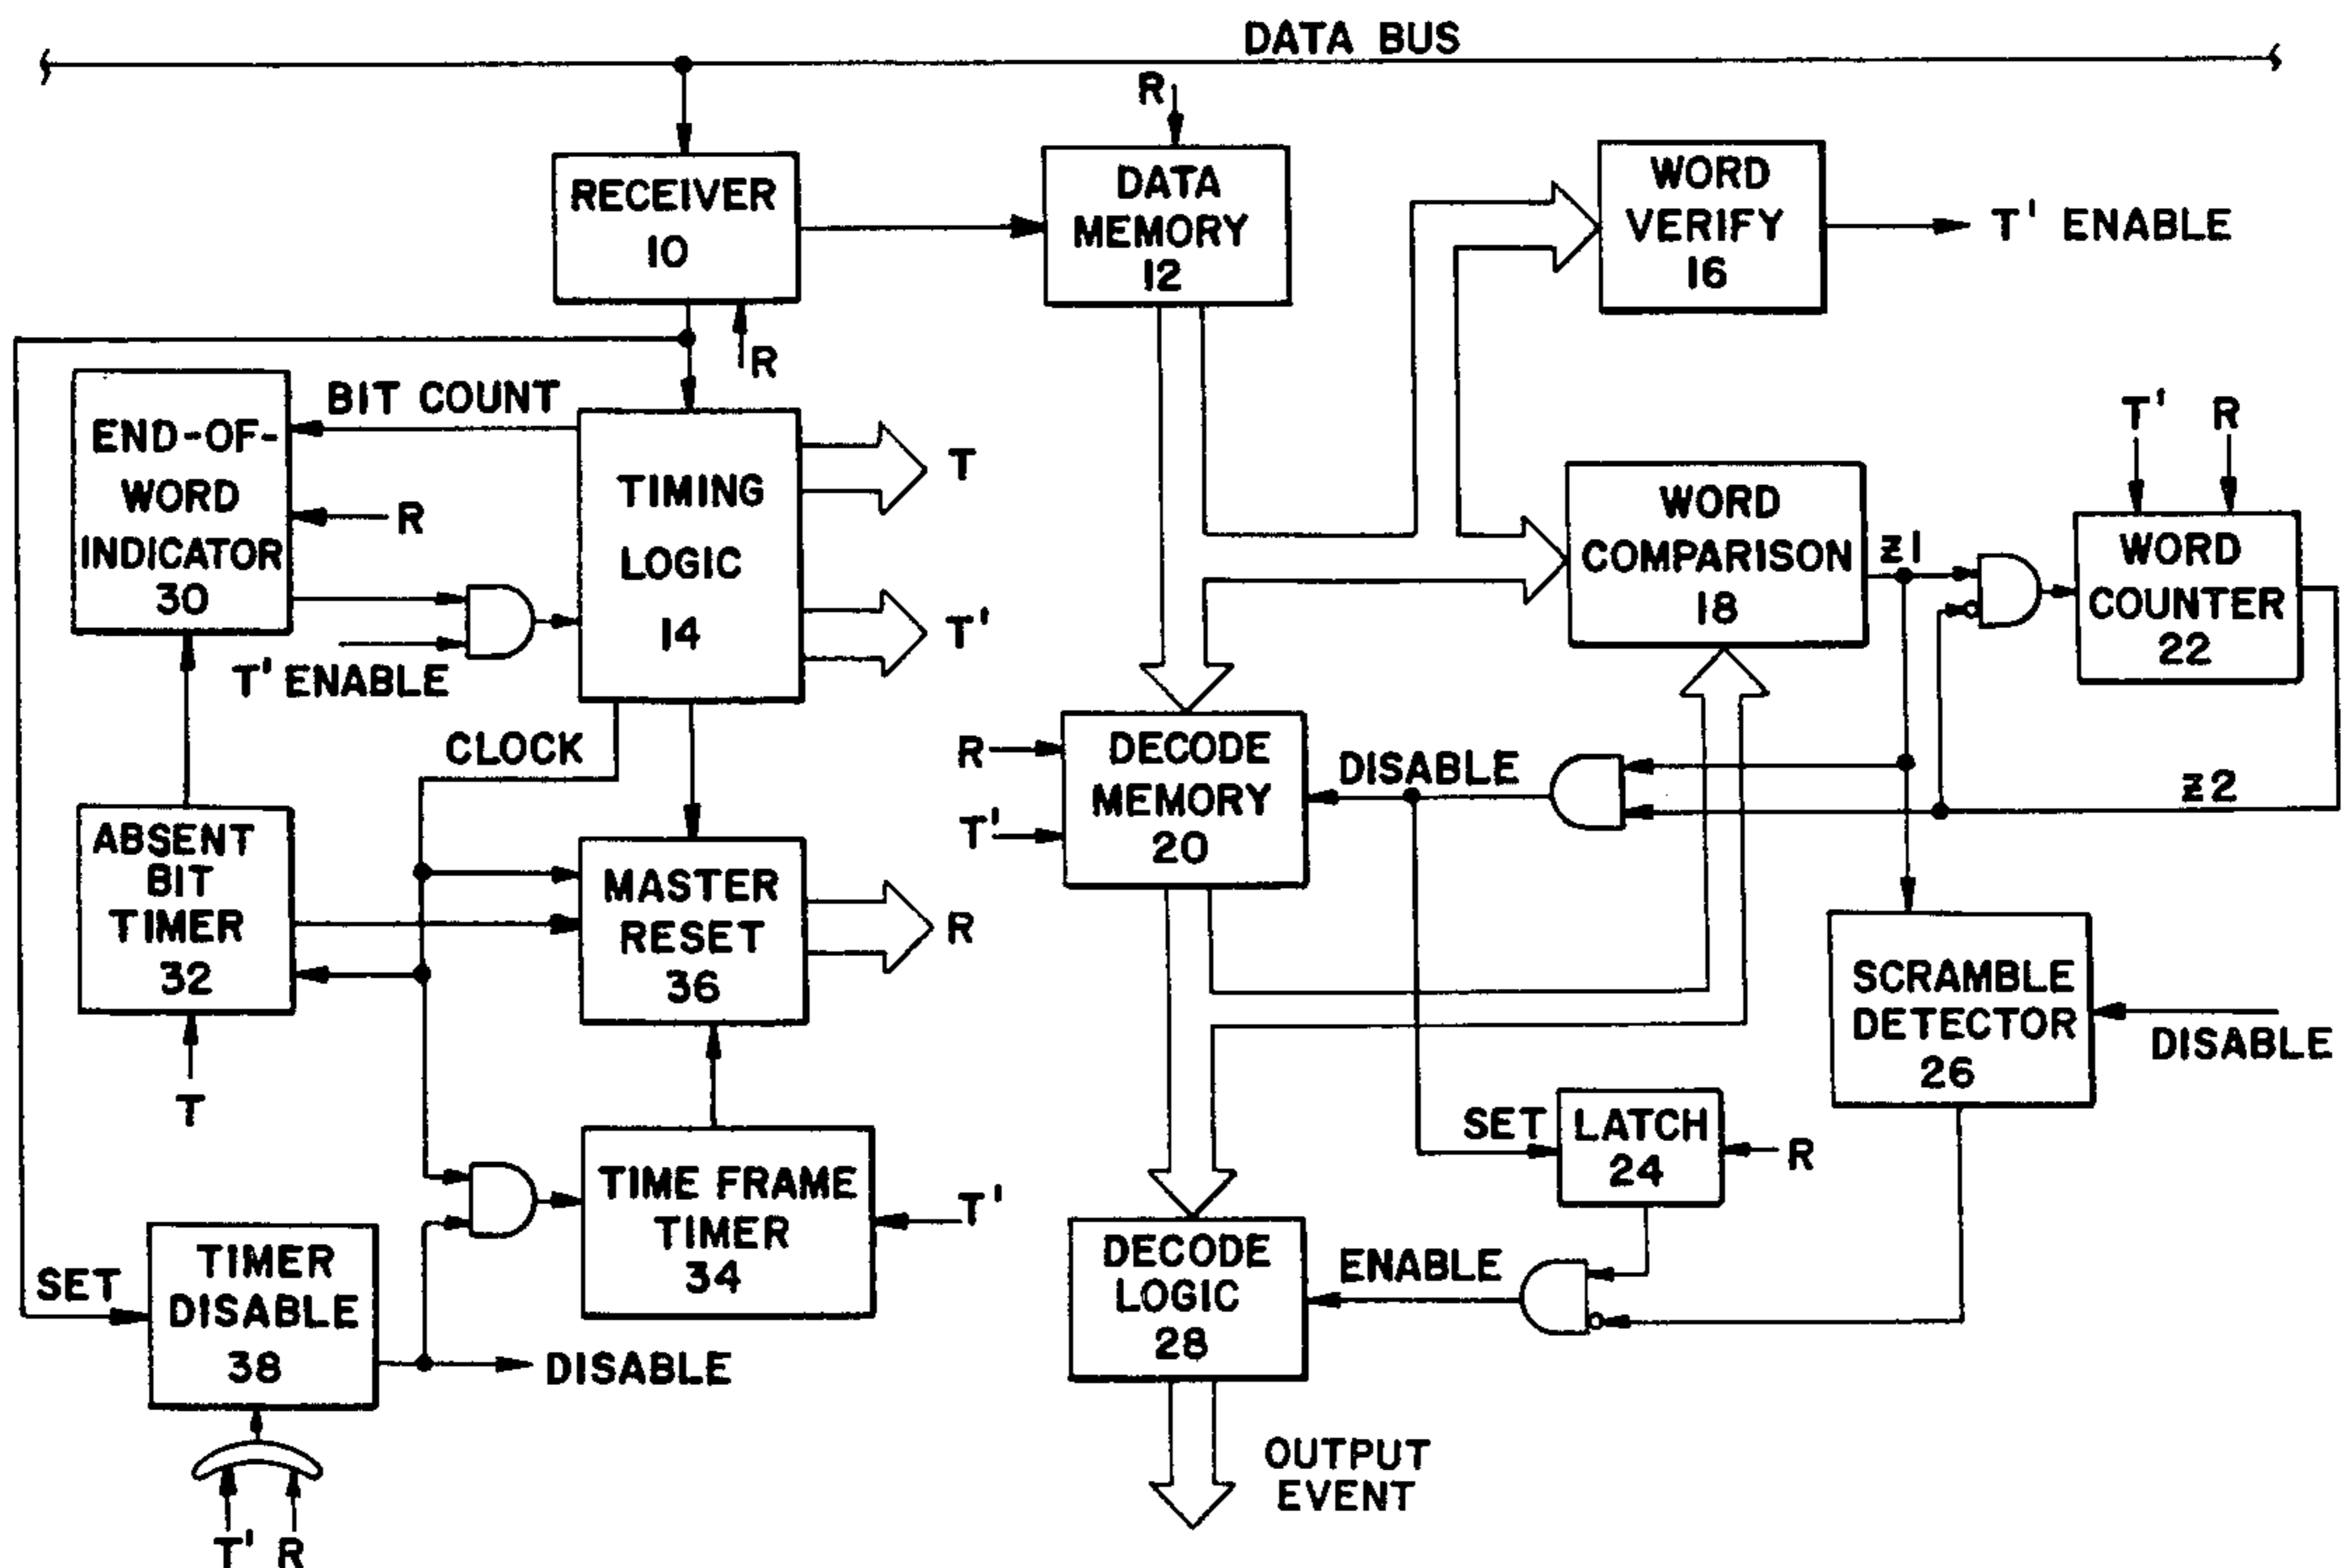 DATA BUS
R
RECEIVER
10
DATA
MEMORY
12
WORD
VERIFY
16
T' ENABLE
R
BIT COUNT
END-OF-
WORD
INDICATOR
30
R
T' ENABLE
TIMING
LOGIC
14
T
T'
WORD
COMPARISON
18
z1
T' R
WORD
COUNTER
22
z2
CLOCK
R
T'
DECODE
MEMORY
20
DISABLE
ABSENT
BIT
TIMER
32
T
MASTER
RESET
36
R
SCRAMBLE
DETECTOR
26
DISABLE
SET
LATCH
24
R
TIME FRAME
TIMER
34
T'
SET
TIMER
DISABLE
38
DISABLE
T' R
DECODE
LOGIC
28
ENABLE
OUTPUT
EVENT